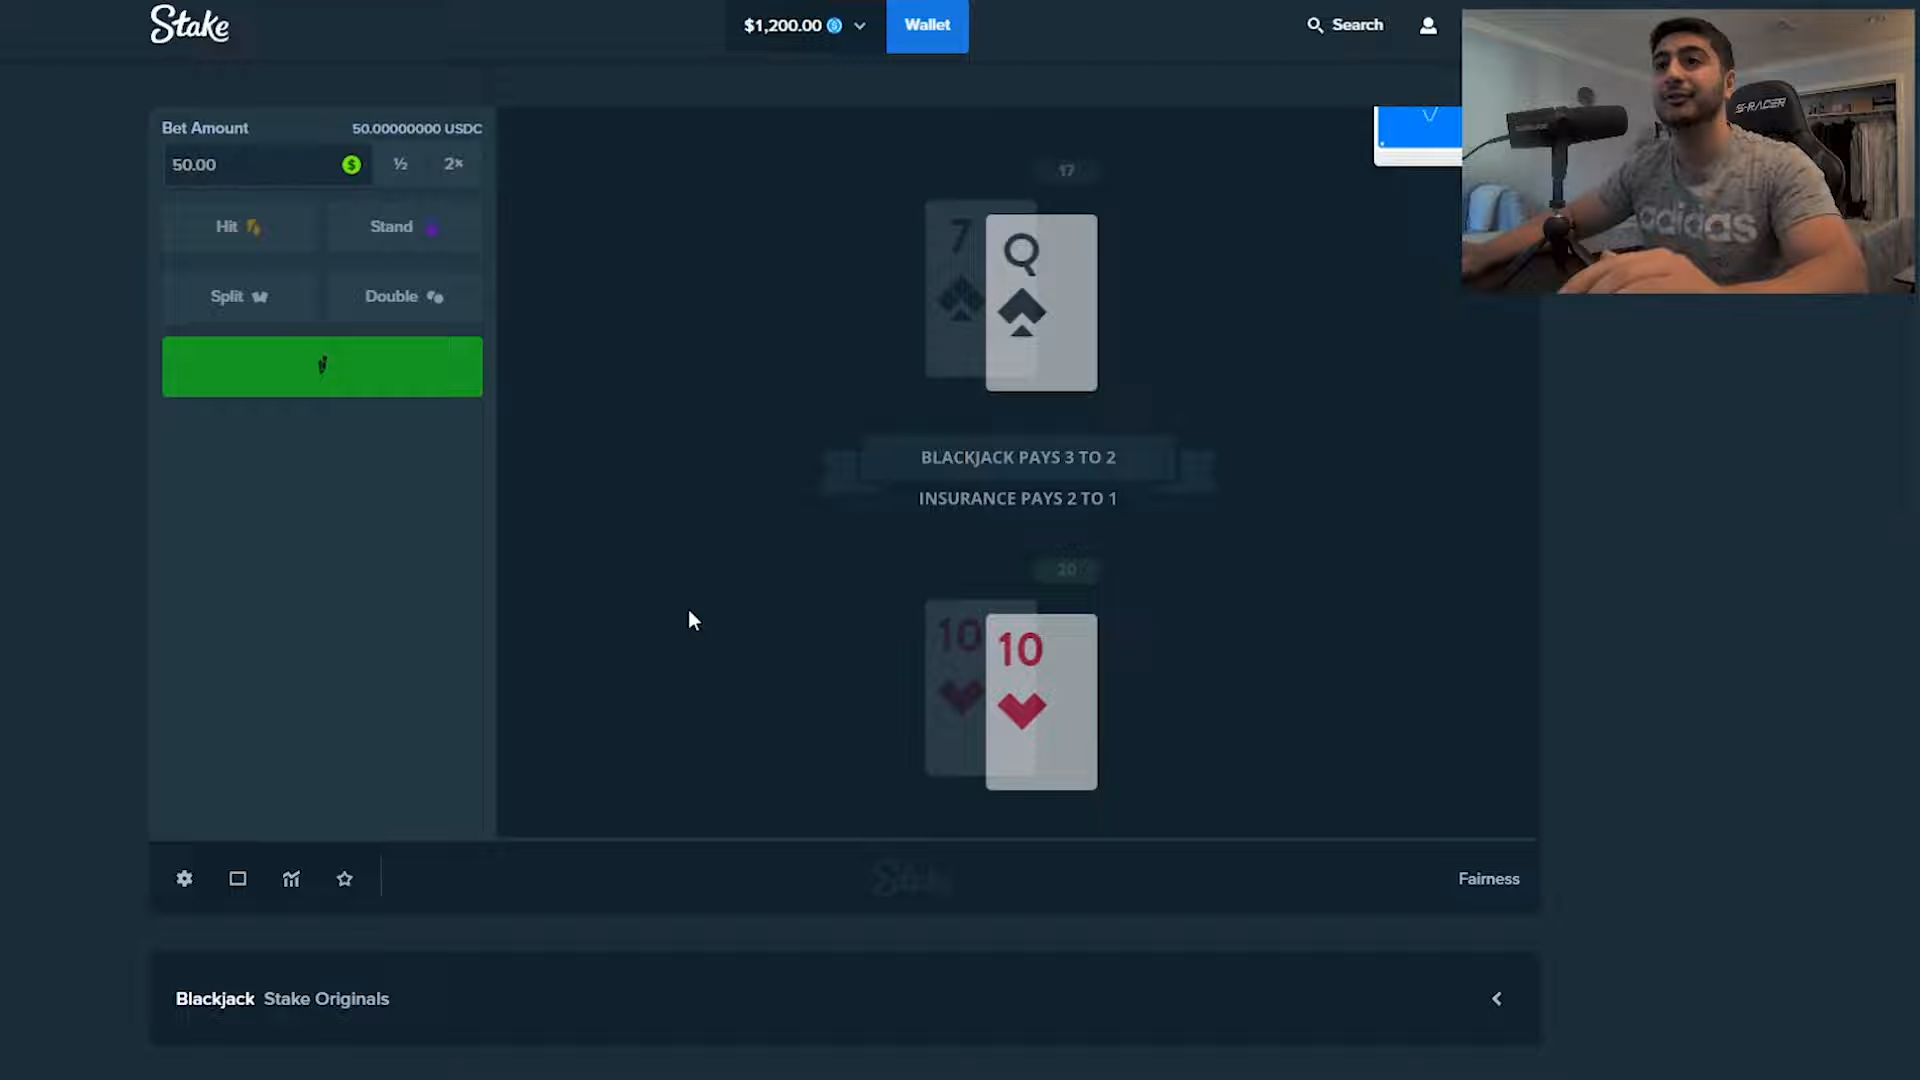 Stake
$1,200.00
Wallet
Search
Bet Amount 50.00000000 USDC
50.00 $ ½ 2×
Hit Stand
Split Double
17
7 Q
BLACKJACK PAYS 3 TO 2
INSURANCE PAYS 2 TO 1
20
10 10
Stake
Fairness
Blackjack Stake Originals
S-RACER
adidas